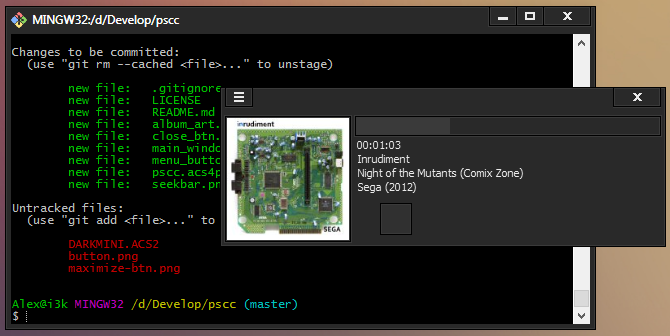 MINGW32:/d/Develop/pscc
Changes to be committed:
(use "git rm --cached <file>..." to unstage)
new file: .gitignore
new file: LICENSE
new file: README.md
new file: album_art.
new file: close_btn.
new file: main_windo
new file: menu_butto
new file: pscc.acs4p
new file: seekbar.pn
Untracked files:
(use "git add <file>..." to
DARKMINI.ACS2
button.png
maximize-btn.png
Alex@i3k MINGW32 /d/Develop/pscc (master)
$
inrudiment
SEGA
00:01:03
Inrudiment
Night of the Mutants (Comix Zone)
Sega (2012)